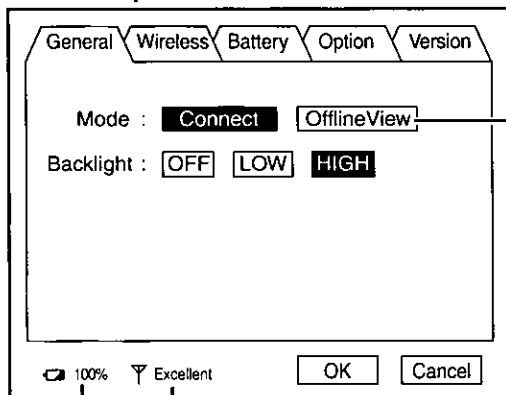 General Wireless Battery Option Version
Mode : Connect OfflineView
Backlight : OFF LOW HIGH
100% Excellent OK Cancel